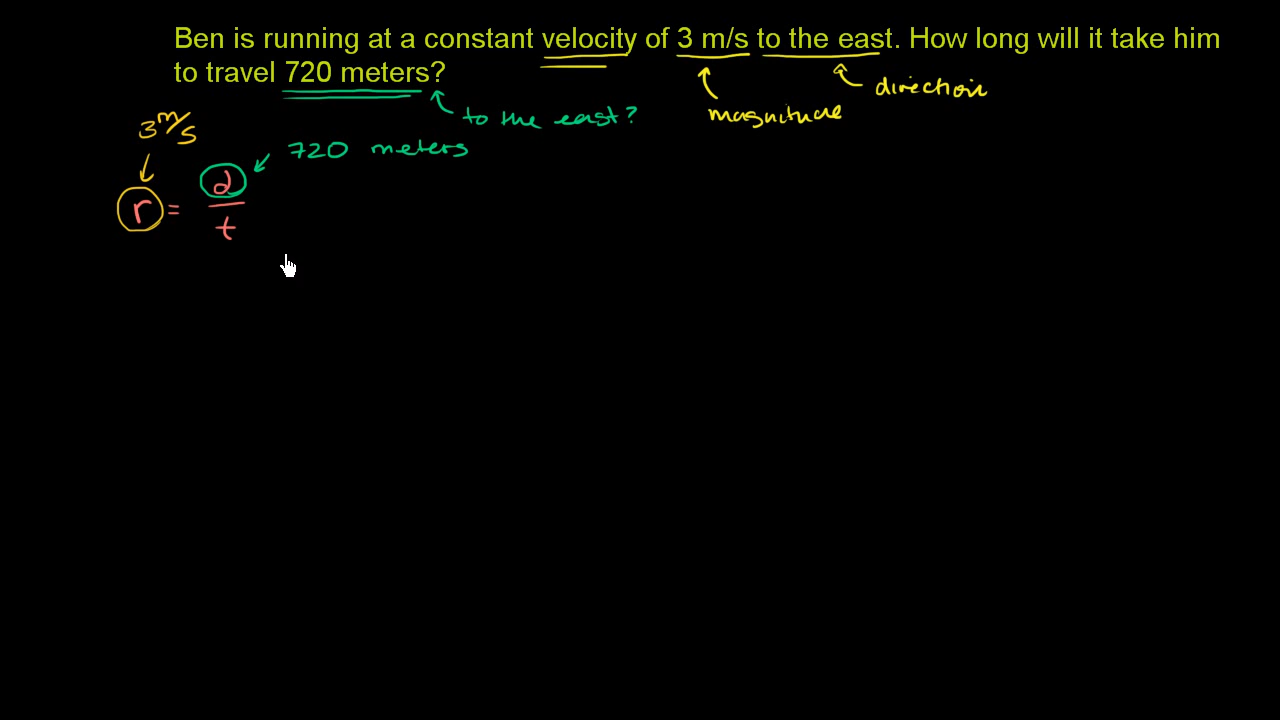 Ben is running at a constant velocity of 3 m/s to the east. How long will it take him
to travel 720 meters?
direction
magnitude
to the east?
3 m/s
720 meters
r = d/t